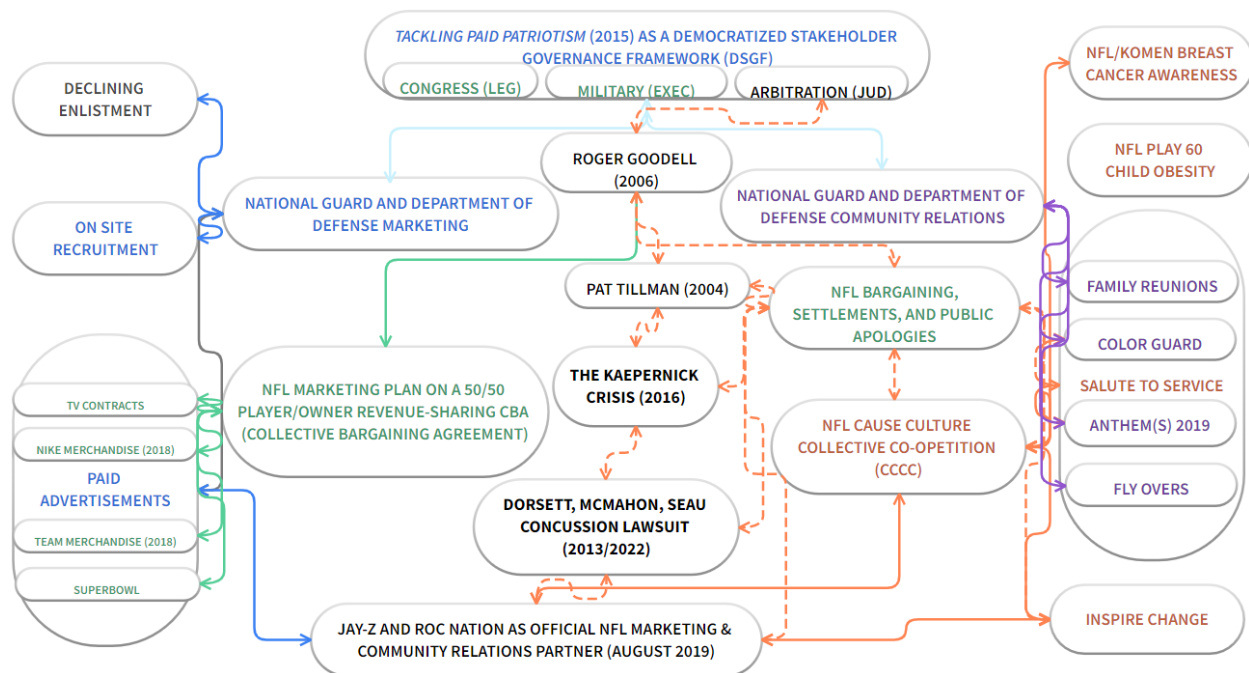 TACKLING PAID PATRIOTISM (2015) AS A DEMOCRATIZED STAKEHOLDER
GOVERNANCE FRAMEWORK (DSGF)
CONGRESS (LEG)
MILITARY (EXEC)
ARBITRATION (JUD)
NFL/KOMEN BREAST
CANCER AWARENESS
DECLINING
ENLISTMENT
ROGER GOODELL
(2006)
NFL PLAY 60
CHILD OBESITY
NATIONAL GUARD AND DEPARTMENT OF
DEFENSE MARKETING
NATIONAL GUARD AND DEPARTMENT OF
DEFENSE COMMUNITY RELATIONS
ON SITE
RECRUITMENT
PAT TILLMAN (2004)
NFL BARGAINING,
SETTLEMENTS, AND PUBLIC
APOLOGIES
FAMILY REUNIONS
COLOR GUARD
SALUTE TO SERVICE
ANTHEM(S) 2019
FLY OVERS
THE KAEPERNICK
CRISIS (2016)
NFL MARKETING PLAN ON A 50/50
PLAYER/OWNER REVENUE-SHARING CBA
(COLLECTIVE BARGAINING AGREEMENT)
TV CONTRACTS
NIKE MERCHANDISE (2018)
PAID
ADVERTISEMENTS
TEAM MERCHANDISE (2018)
SUPERBOWL
NFL CAUSE CULTURE
COLLECTIVE CO-OPETITION
(CCCC)
DORSETT, MCMAHON, SEAU
CONCUSSION LAWSUIT
(2013/2022)
JAY-Z AND ROC NATION AS OFFICIAL NFL MARKETING &
COMMUNITY RELATIONS PARTNER (AUGUST 2019)
INSPIRE CHANGE